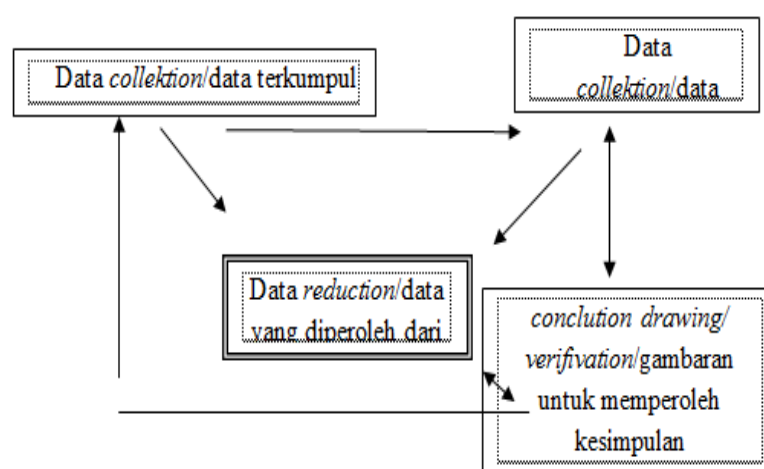 Data collektion/data terkumpul
Data
collektion/data
Data reduction/data
yang diperoleh dari
conclution drawing/
verifivation/gambaran
untuk memperoleh
kesimpulan